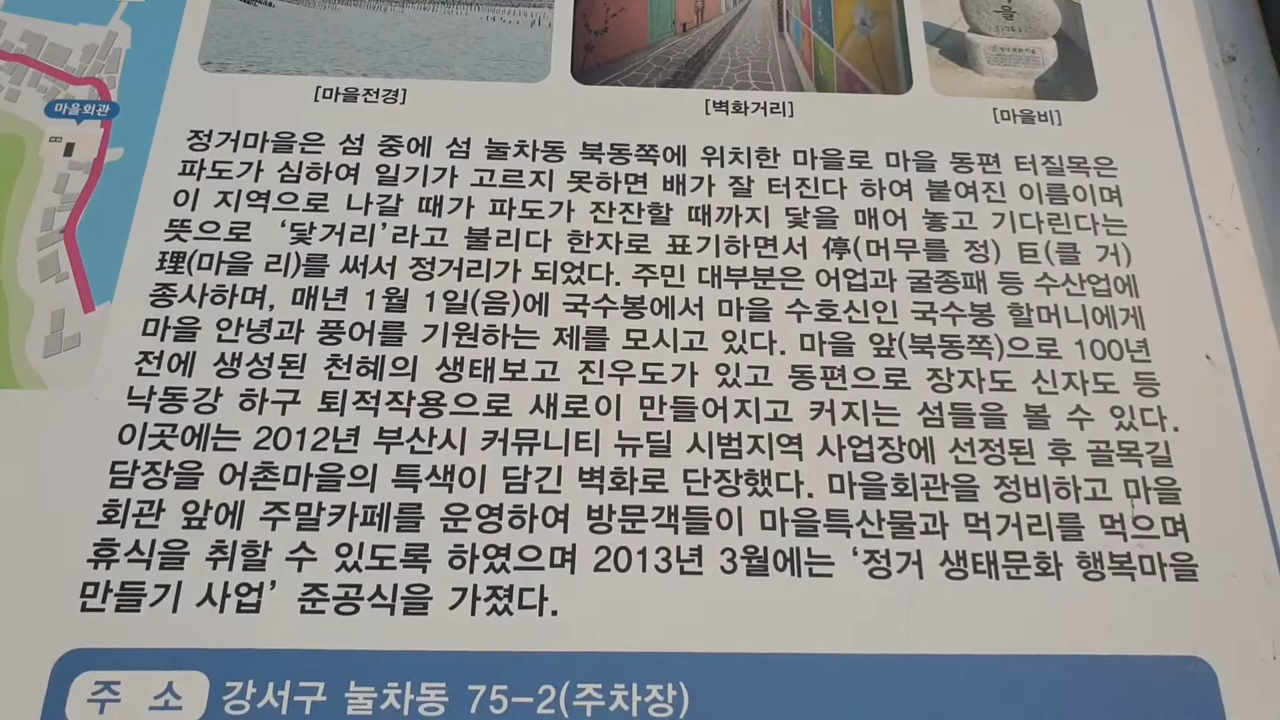 마을회관
[마을전경]
[벽화거리]
[마을비]
정거마을은 섬 중에 섬 눌차동 북동쪽에 위치한 마을로 마을 동편 터질목은
파도가 심하여 일기가 고르지 못하면 배가 잘 터진다 하여 붙여진 이름이며
이 지역으로 나갈 때가 파도가 잔잔할 때까지 닻을 매어 놓고 기다린다는
뜻으로 ‘닻거리’라고 불리다 한자로 표기하면서 停(머무를 정) 巨(클 거)
理(마을 리)를 써서 정거리가 되었다. 주민 대부분은 어업과 굴종패 등 수산업에
종사하며, 매년 1월 1일(음)에 국수봉에서 마을 수호신인 국수봉 할머니에게
마을 안녕과 풍어를 기원하는 제를 모시고 있다. 마을 앞(북동쪽)으로 100년
전에 생성된 천혜의 생태보고 진우도가 있고 동편으로 장자도 신자도 등
낙동강 하구 퇴적작용으로 새로이 만들어지고 커지는 섬들을 볼 수 있다.
이곳에는 2012년 부산시 커뮤니티 뉴딜 시범지역 사업장에 선정된 후 골목길
담장을 어촌마을의 특색이 담긴 벽화로 단장했다. 마을회관을 정비하고 마을
회관 앞에 주말카페를 운영하여 방문객들이 마을특산물과 먹거리를 먹으며
휴식을 취할 수 있도록 하였으며 2013년 3월에는 ‘정거 생태문화 행복마을
만들기 사업’ 준공식을 가졌다.
주 소 강서구 눌차동 75-2(주차장)